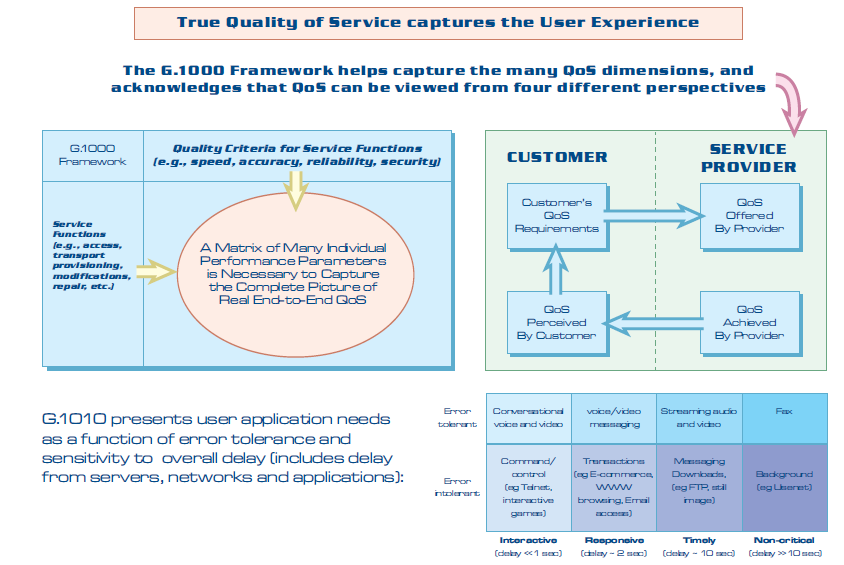 True Quality of Service captures the User Experience
The G.1000 Framework helps capture the many QoS dimensions, and
acknowledges that QoS can be viewed from four different perspectives
G.1000
Framework
Quality Criteria for Service Functions
(e.g., speed, accuracy, reliability, security)
Service
Functions
(e.g., access,
transport
provisioning,
modifications,
repair, etc.)
A Matrix of Many Individual
Performance Parameters
is Necessary to Capture
the Complete Picture of
Real End-to-End QoS
CUSTOMER
SERVICE
PROVIDER
Customer's
QoS
Requirements
QoS
Offered
By Provider
QoS
Perceived
By Customer
QoS
Achieved
By Provider
G.1010 presents user application needs
as a function of error tolerance and
sensitivity to overall delay (includes delay
from servers, networks and applications):
Error
tolerant
Conversational
voice and video
voice/video
messaging
Streaming audio
and video
Fax
Error
intolerant
Command/
control
(eg Telnet,
interactive
games)
Transactions
(eg E-commerce,
WWW
browsing, Email
access)
Messaging
Downloads,
(eg FTP, still
image)
Background
(eg Usenet)
Interactive
(delay <<1 sec)
Responsive
(delay ~ 2 sec)
Timely
(delay ~ 10 sec)
Non-critical
(delay >> 10 sec)